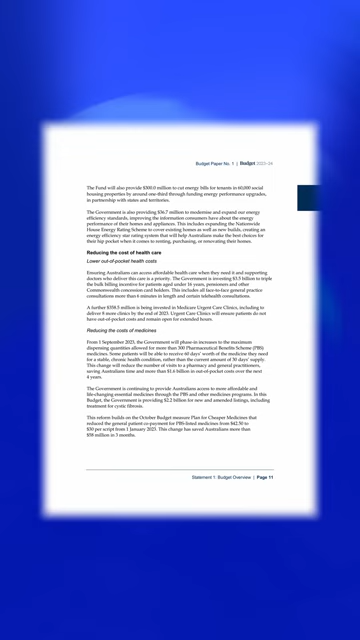 Budget Paper No. 1 | Budget 2023–24
The Fund will also provide $300.0 million to cut energy bills for tenants in 60,000 social
housing properties by around one-third through funding energy performance upgrades,
in partnership with states and territories.
The Government is also providing $36.7 million to modernise and expand our energy
efficiency standards, improving the information consumers have about the energy
performance of their homes and appliances. This includes expanding the Nationwide
House Energy Rating Scheme to cover existing homes as well as new builds, creating an
energy efficiency star rating system that will help Australians make the best choices for
their hip pocket when it comes to renting, purchasing, or renovating their homes.
Reducing the cost of health care
Lower out-of-pocket health costs
Ensuring Australians can access affordable health care when they need it and supporting
doctors who deliver this care is a priority. The Government is investing $3.5 billion to triple
the bulk billing incentive for patients aged under 16 years, pensioners and other
Commonwealth concession card holders. This includes all face-to-face general practice
consultations more than 6 minutes in length and certain telehealth consultations.
A further $358.5 million is being invested in Medicare Urgent Care Clinics, including to
deliver 8 more clinics by the end of 2023. Urgent Care Clinics will ensure patients do not
have out-of-pocket costs and remain open for extended hours.
Reducing the costs of medicines
From 1 September 2023, the Government will phase-in increases to the maximum
dispensing quantities allowed for more than 300 Pharmaceutical Benefits Scheme (PBS)
medicines. Some patients will be able to receive 60 days' worth of the medicine they need
for a stable, chronic health condition, rather than the current amount of 30 days' supply.
This change will reduce the number of visits to a pharmacy and general practitioners,
saving Australians time and more than $1.6 billion in out-of-pocket costs over the next
4 years.
The Government is continuing to provide Australians access to more affordable and
life-changing essential medicines through the PBS and other medicines programs. In this
Budget, the Government is providing $2.2 billion for new and amended listings, including
treatment for cystic fibrosis.
This reform builds on the October Budget measure Plan for Cheaper Medicines that
reduced the general patient co-payment for PBS-listed medicines from $42.50 to
$30 per script from 1 January 2023. This change has saved Australians more than
$58 million in 3 months.
Statement 1: Budget Overview | Page 11